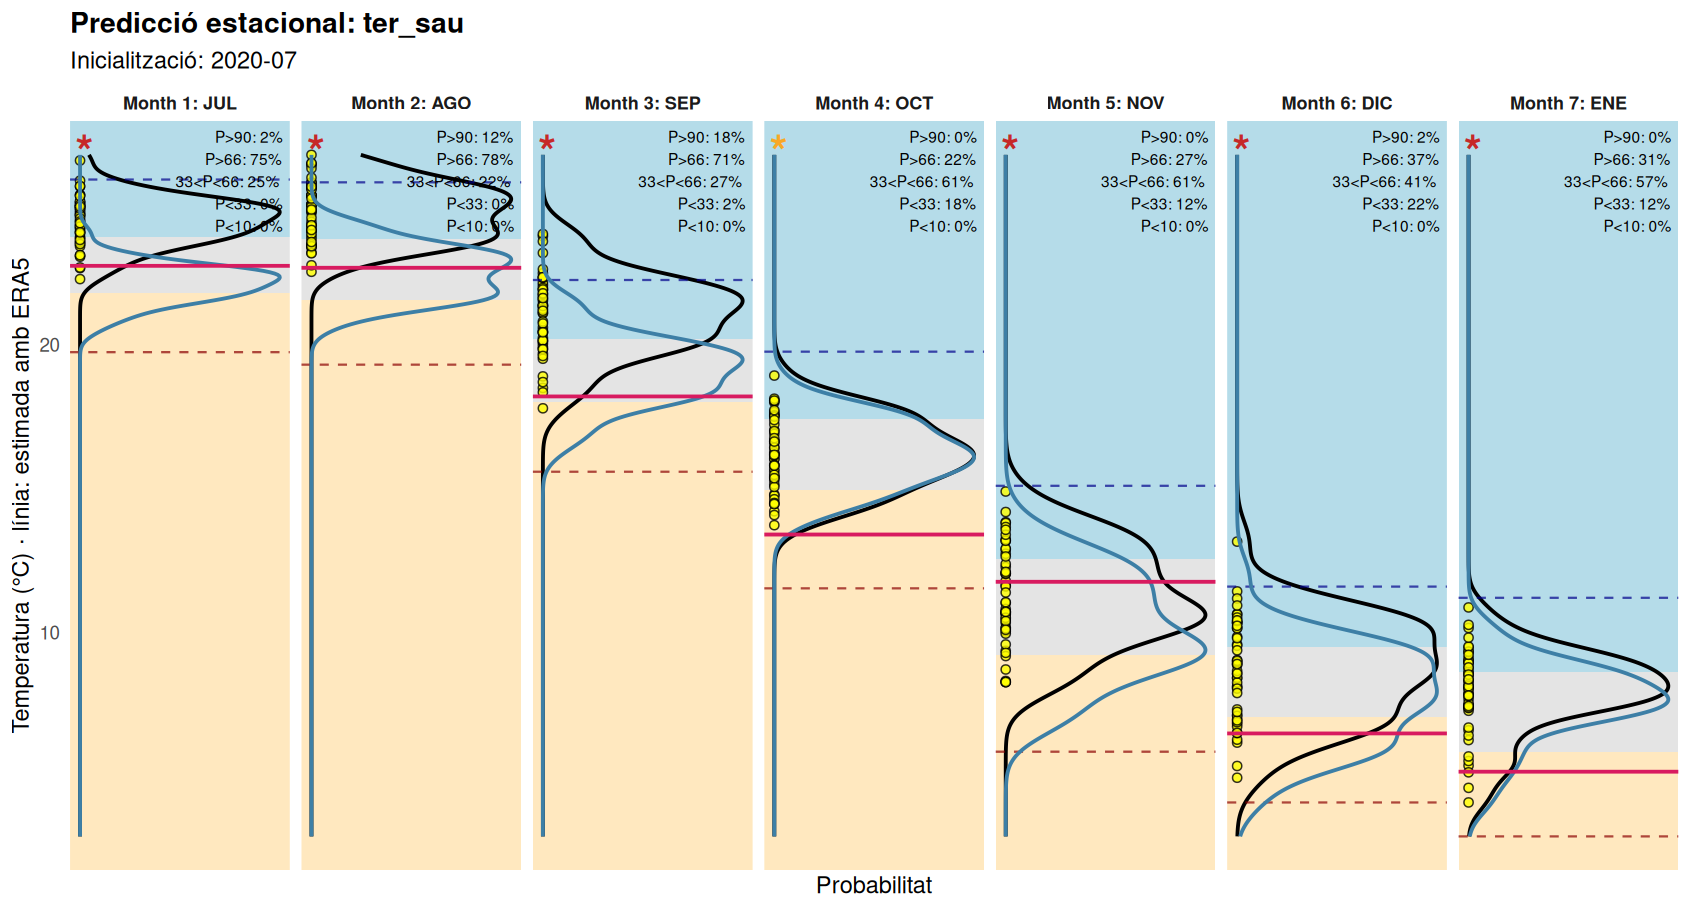 Predicció estacional: ter_sau
Inicialització: 2020-07
Month 1: JUL
P>90: 2%
P>66: 75%
33<P<66: 25%
P<33: 0%
P<10: 0%
Month 2: AGO
P>90: 12%
P>66: 78%
33<P<66: 22%
P<33: 0%
P<10: 0%
Month 3: SEP
P>90: 18%
P>66: 71%
33<P<66: 27%
P<33: 2%
P<10: 0%
Month 4: OCT
P>90: 0%
P>66: 22%
33<P<66: 61%
P<33: 18%
P<10: 0%
Month 5: NOV
P>90: 0%
P>66: 27%
33<P<66: 61%
P<33: 12%
P<10: 0%
Month 6: DIC
P>90: 2%
P>66: 37%
33<P<66: 41%
P<33: 22%
P<10: 0%
Month 7: ENE
P>90: 0%
P>66: 31%
33<P<66: 57%
P<33: 12%
P<10: 0%
Temperatura (°C) · línia: estimada amb ERA5
20
10
Probabilitat